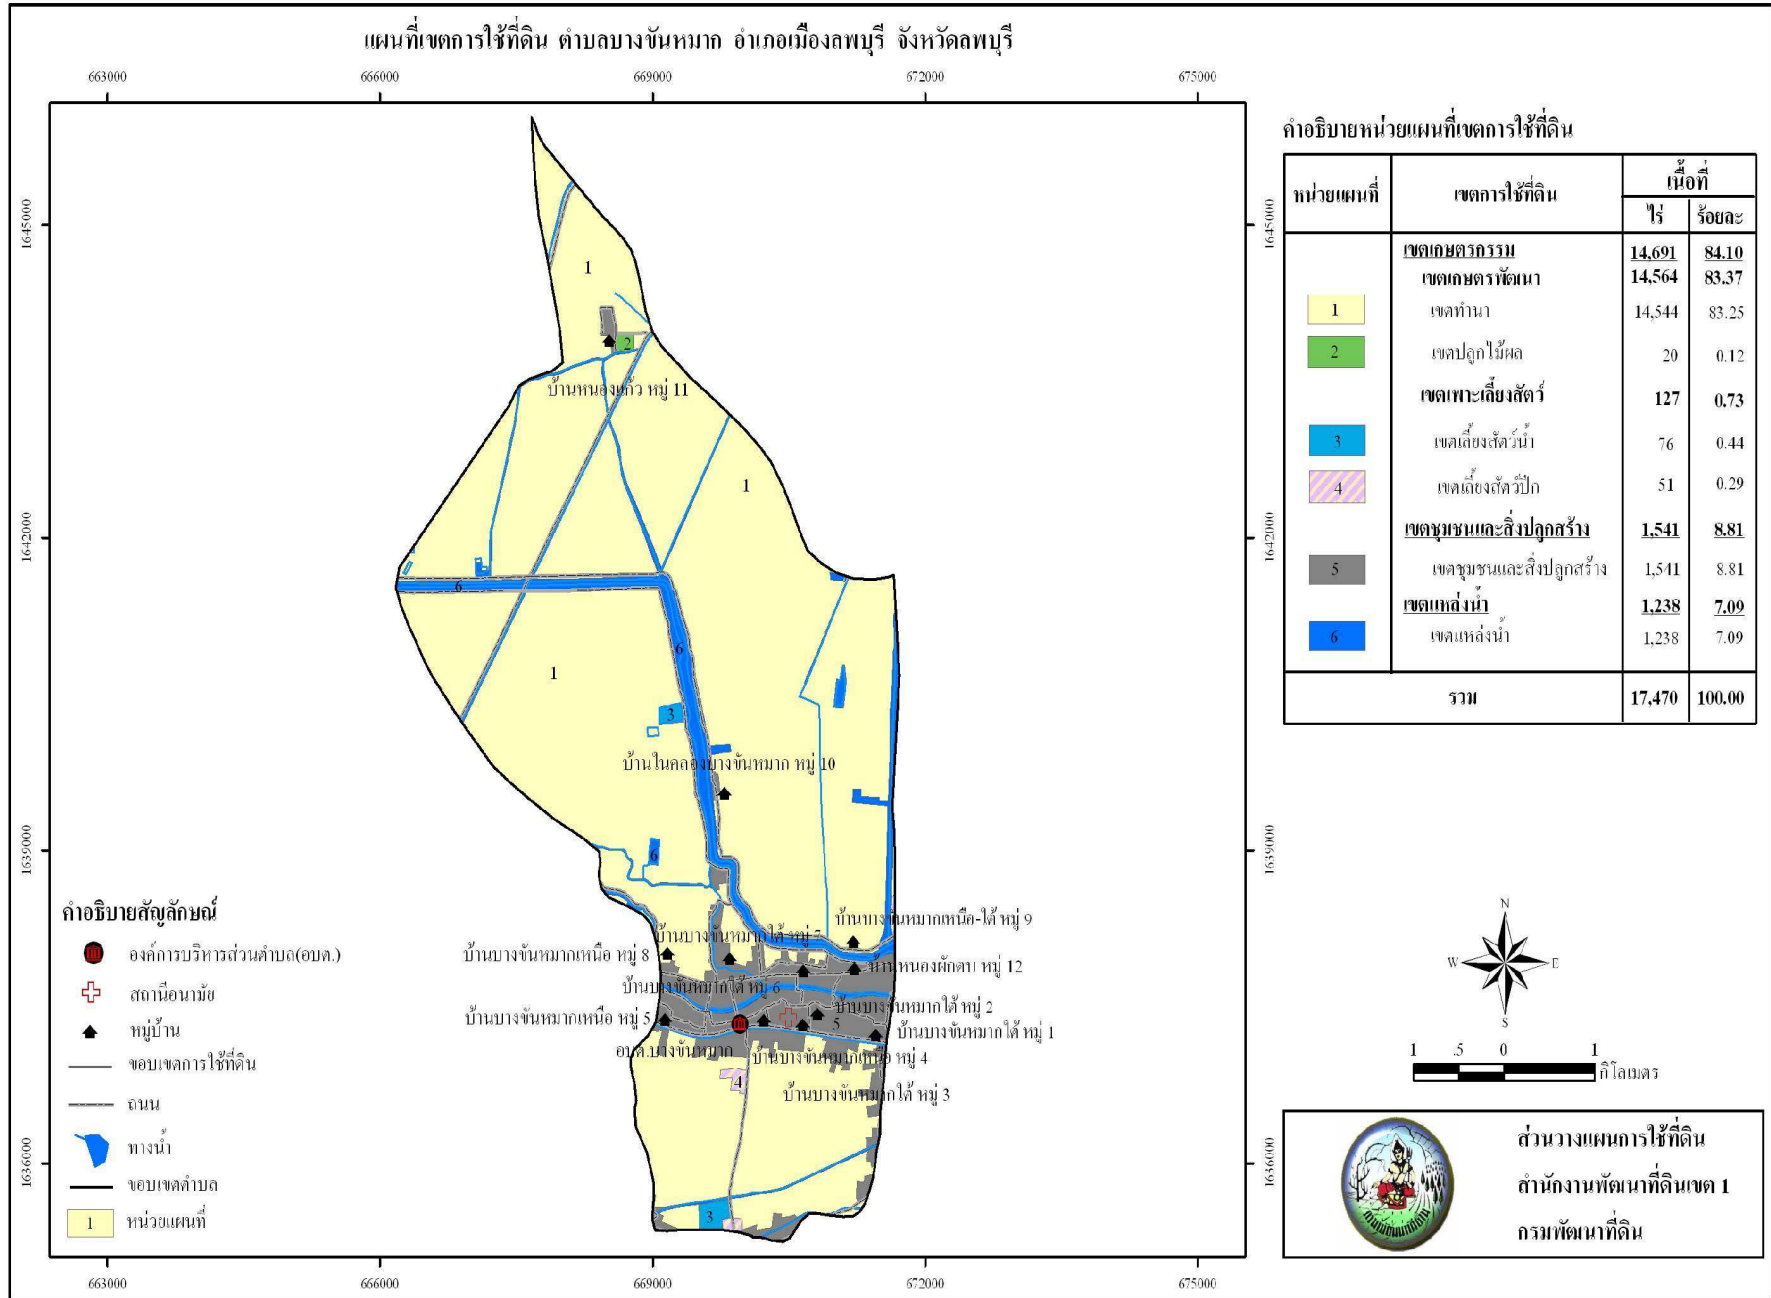 แผนที่เขตการใช้ที่ดิน ตำบลบางขันหมาก อำเภอเมืองลพบุรี จังหวัดลพบุรี
663000 666000 669000 672000 675000
1645000 1645000
1642000 1642000
1639000 1639000
1636000 1636000
1
2
บ้านหนองแก้ว หมู่ 11
1
6
6
1
3
บ้านในคลองบางขันหมาก หมู่ 10
6
บ้านบางขันหมากเหนือ-ใต้ หมู่ 9
บ้านบางขันหมากใต้ หมู่ 7
บ้านบางขันหมากเหนือ หมู่ 8
บ้านหนองผักตบ หมู่ 12
บ้านบางขันหมากใต้ หมู่ 6
บ้านบางขันหมากใต้ หมู่ 2
บ้านบางขันหมากเหนือ หมู่ 5
5
บ้านบางขันหมากใต้ หมู่ 1
อบต.บางขันหมาก
บ้านบางขันหมากเหนือ หมู่ 4
4
บ้านบางขันหมากใต้ หมู่ 3
3
663000 666000 669000 672000 675000
คำอธิบายสัญลักษณ์
องค์การบริหารส่วนตำบล(อบต.)
สถานีอนามัย
หมู่บ้าน
ขอบเขตการใช้ที่ดิน
ถนน
ทางน้ำ
ขอบเขตตำบล
1 หน่วยแผนที่
คำอธิบายหน่วยแผนที่เขตการใช้ที่ดิน
หน่วยแผนที่ เขตการใช้ที่ดิน เนื้อที่
ไร่ ร้อยละ
เขตเกษตรกรรม 14,691 84.10
เขตเกษตรพัฒนา 14,564 83.37
1 เขตทำนา 14,544 83.25
2 เขตปลูกไม้ผล 20 0.12
เขตเพาะเลี้ยงสัตว์ 127 0.73
3 เขตเลี้ยงสัตว์น้ำ 76 0.44
4 เขตเลี้ยงสัตว์ปีก 51 0.29
เขตชุมชนและสิ่งปลูกสร้าง 1,541 8.81
5 เขตชุมชนและสิ่งปลูกสร้าง 1,541 8.81
เขตแหล่งน้ำ 1,238 7.09
6 เขตแหล่งน้ำ 1,238 7.09
รวม 17,470 100.00
N
W E
S
1 .5 0 1
กิโลเมตร
กรมพัฒนาที่ดิน
ส่วนวางแผนการใช้ที่ดิน
สำนักงานพัฒนาที่ดินเขต 1
กรมพัฒนาที่ดิน